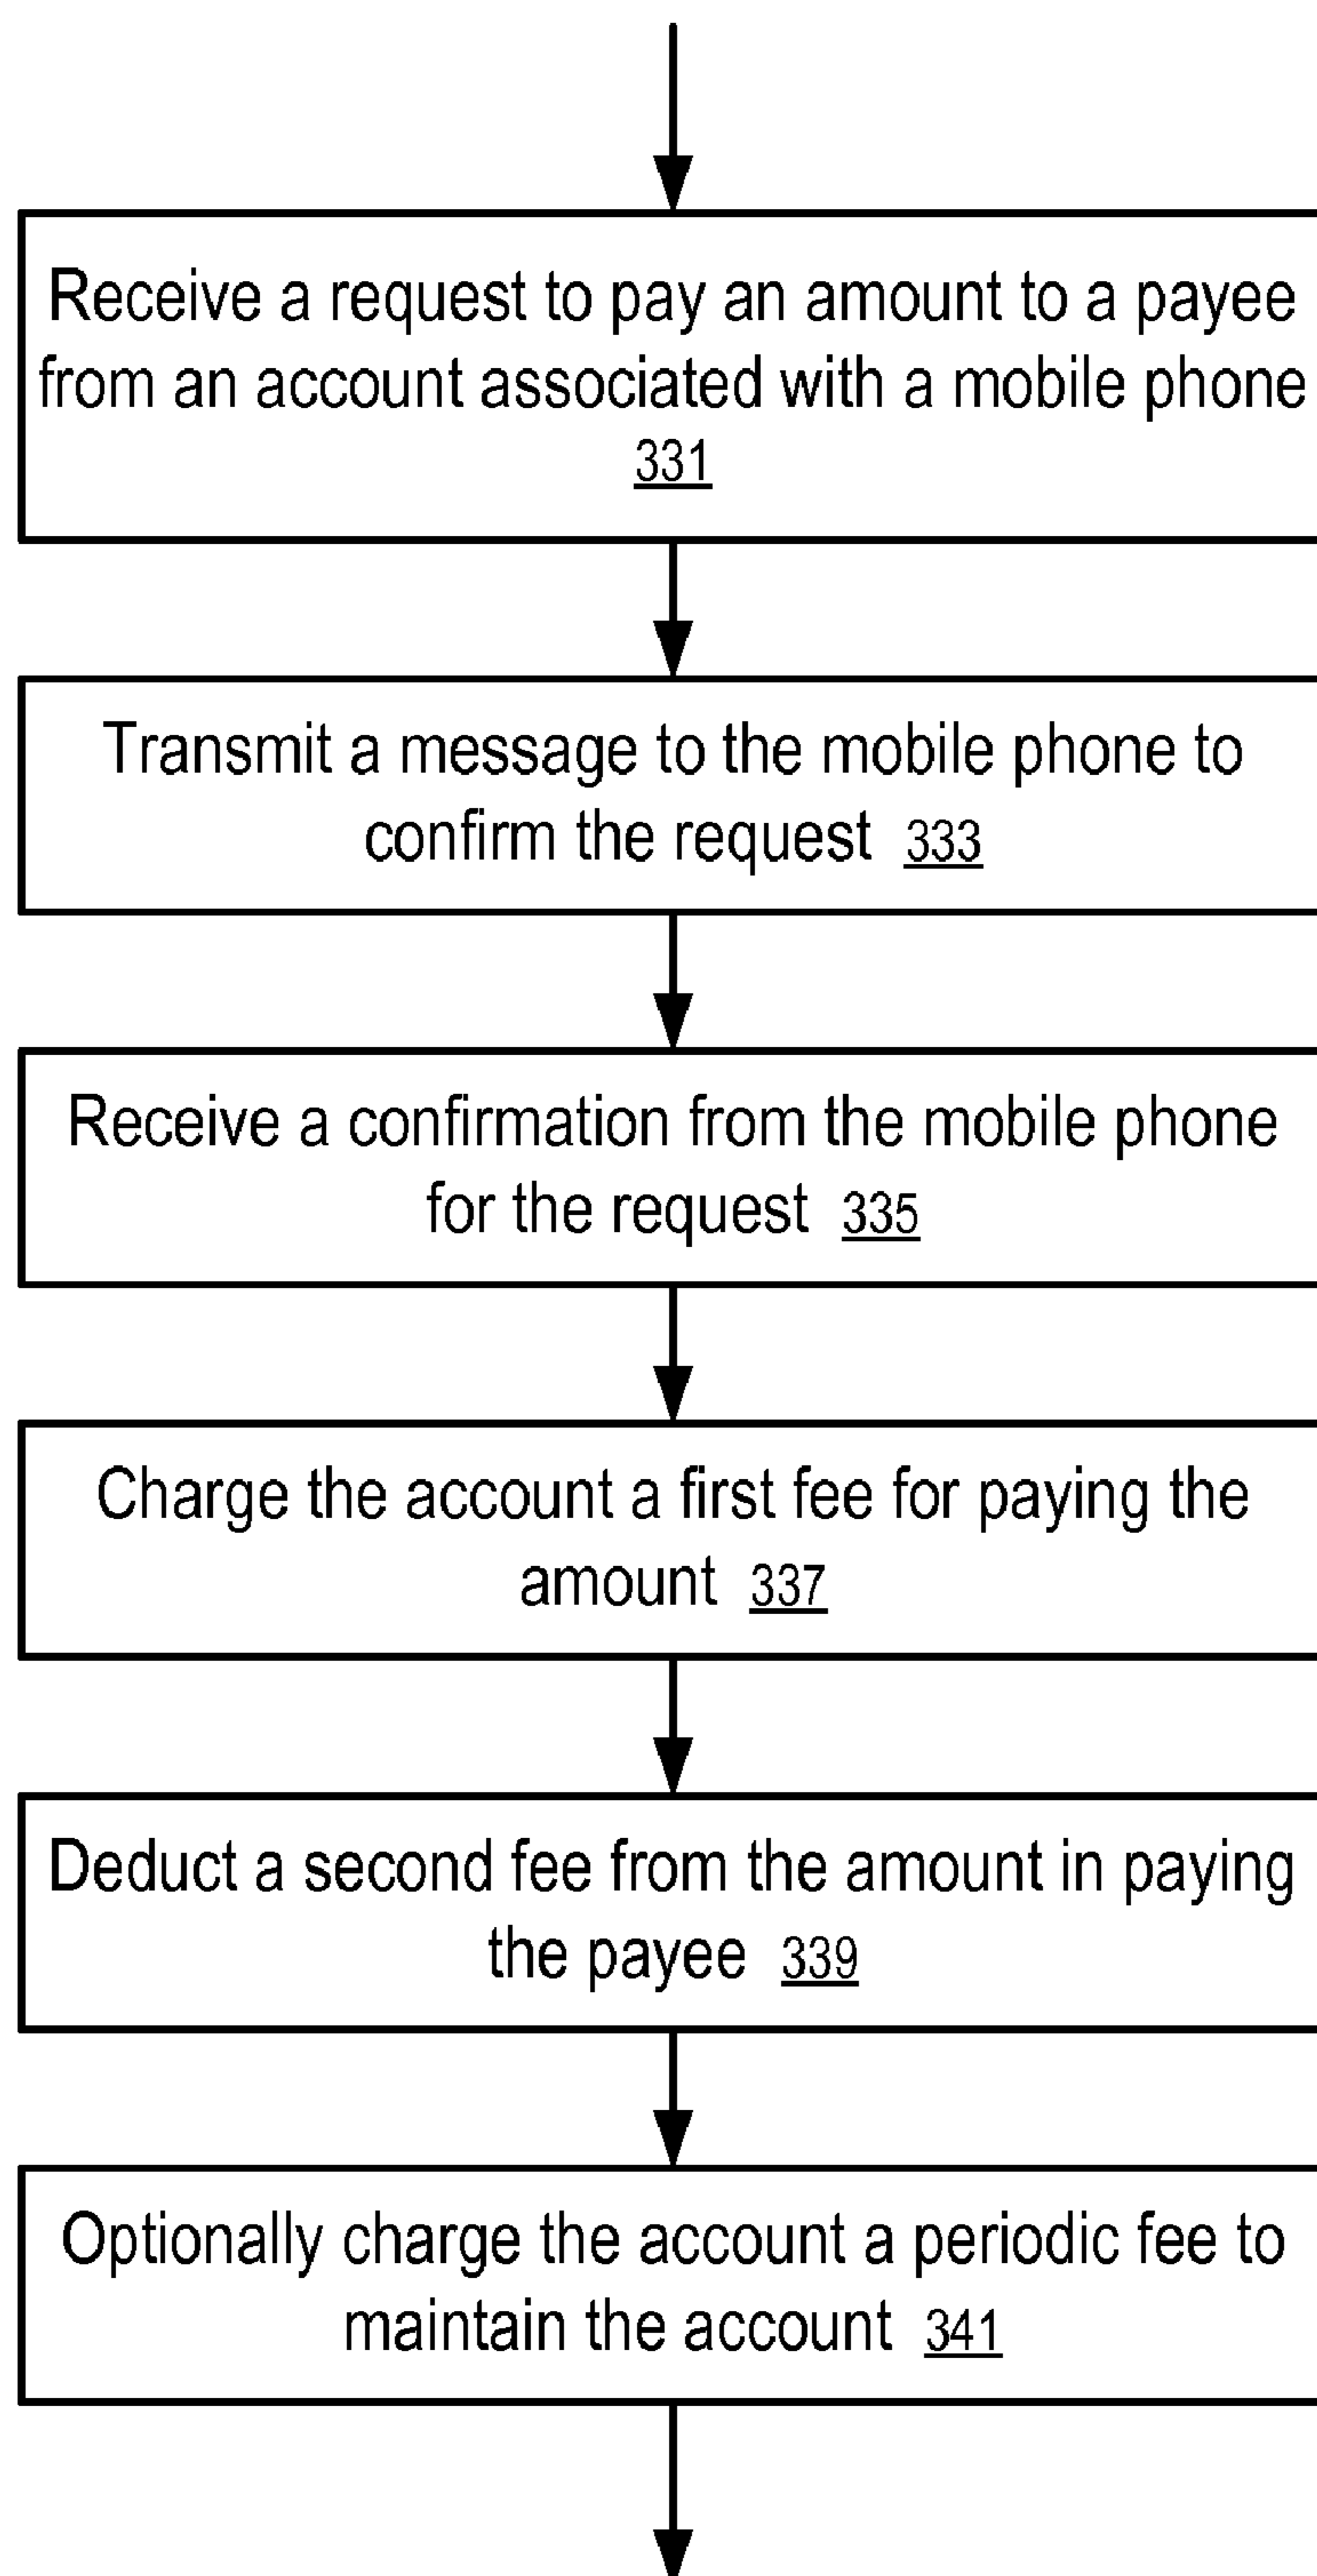 Receive a request to pay an amount to a payee
from an account associated with a mobile phone
331
Transmit a message to the mobile phone to
confirm the request 333
Receive a confirmation from the mobile phone
for the request 335
Charge the account a first fee for paying the
amount 337
Deduct a second fee from the amount in paying
the payee 339
Optionally charge the account a periodic fee to
maintain the account 341